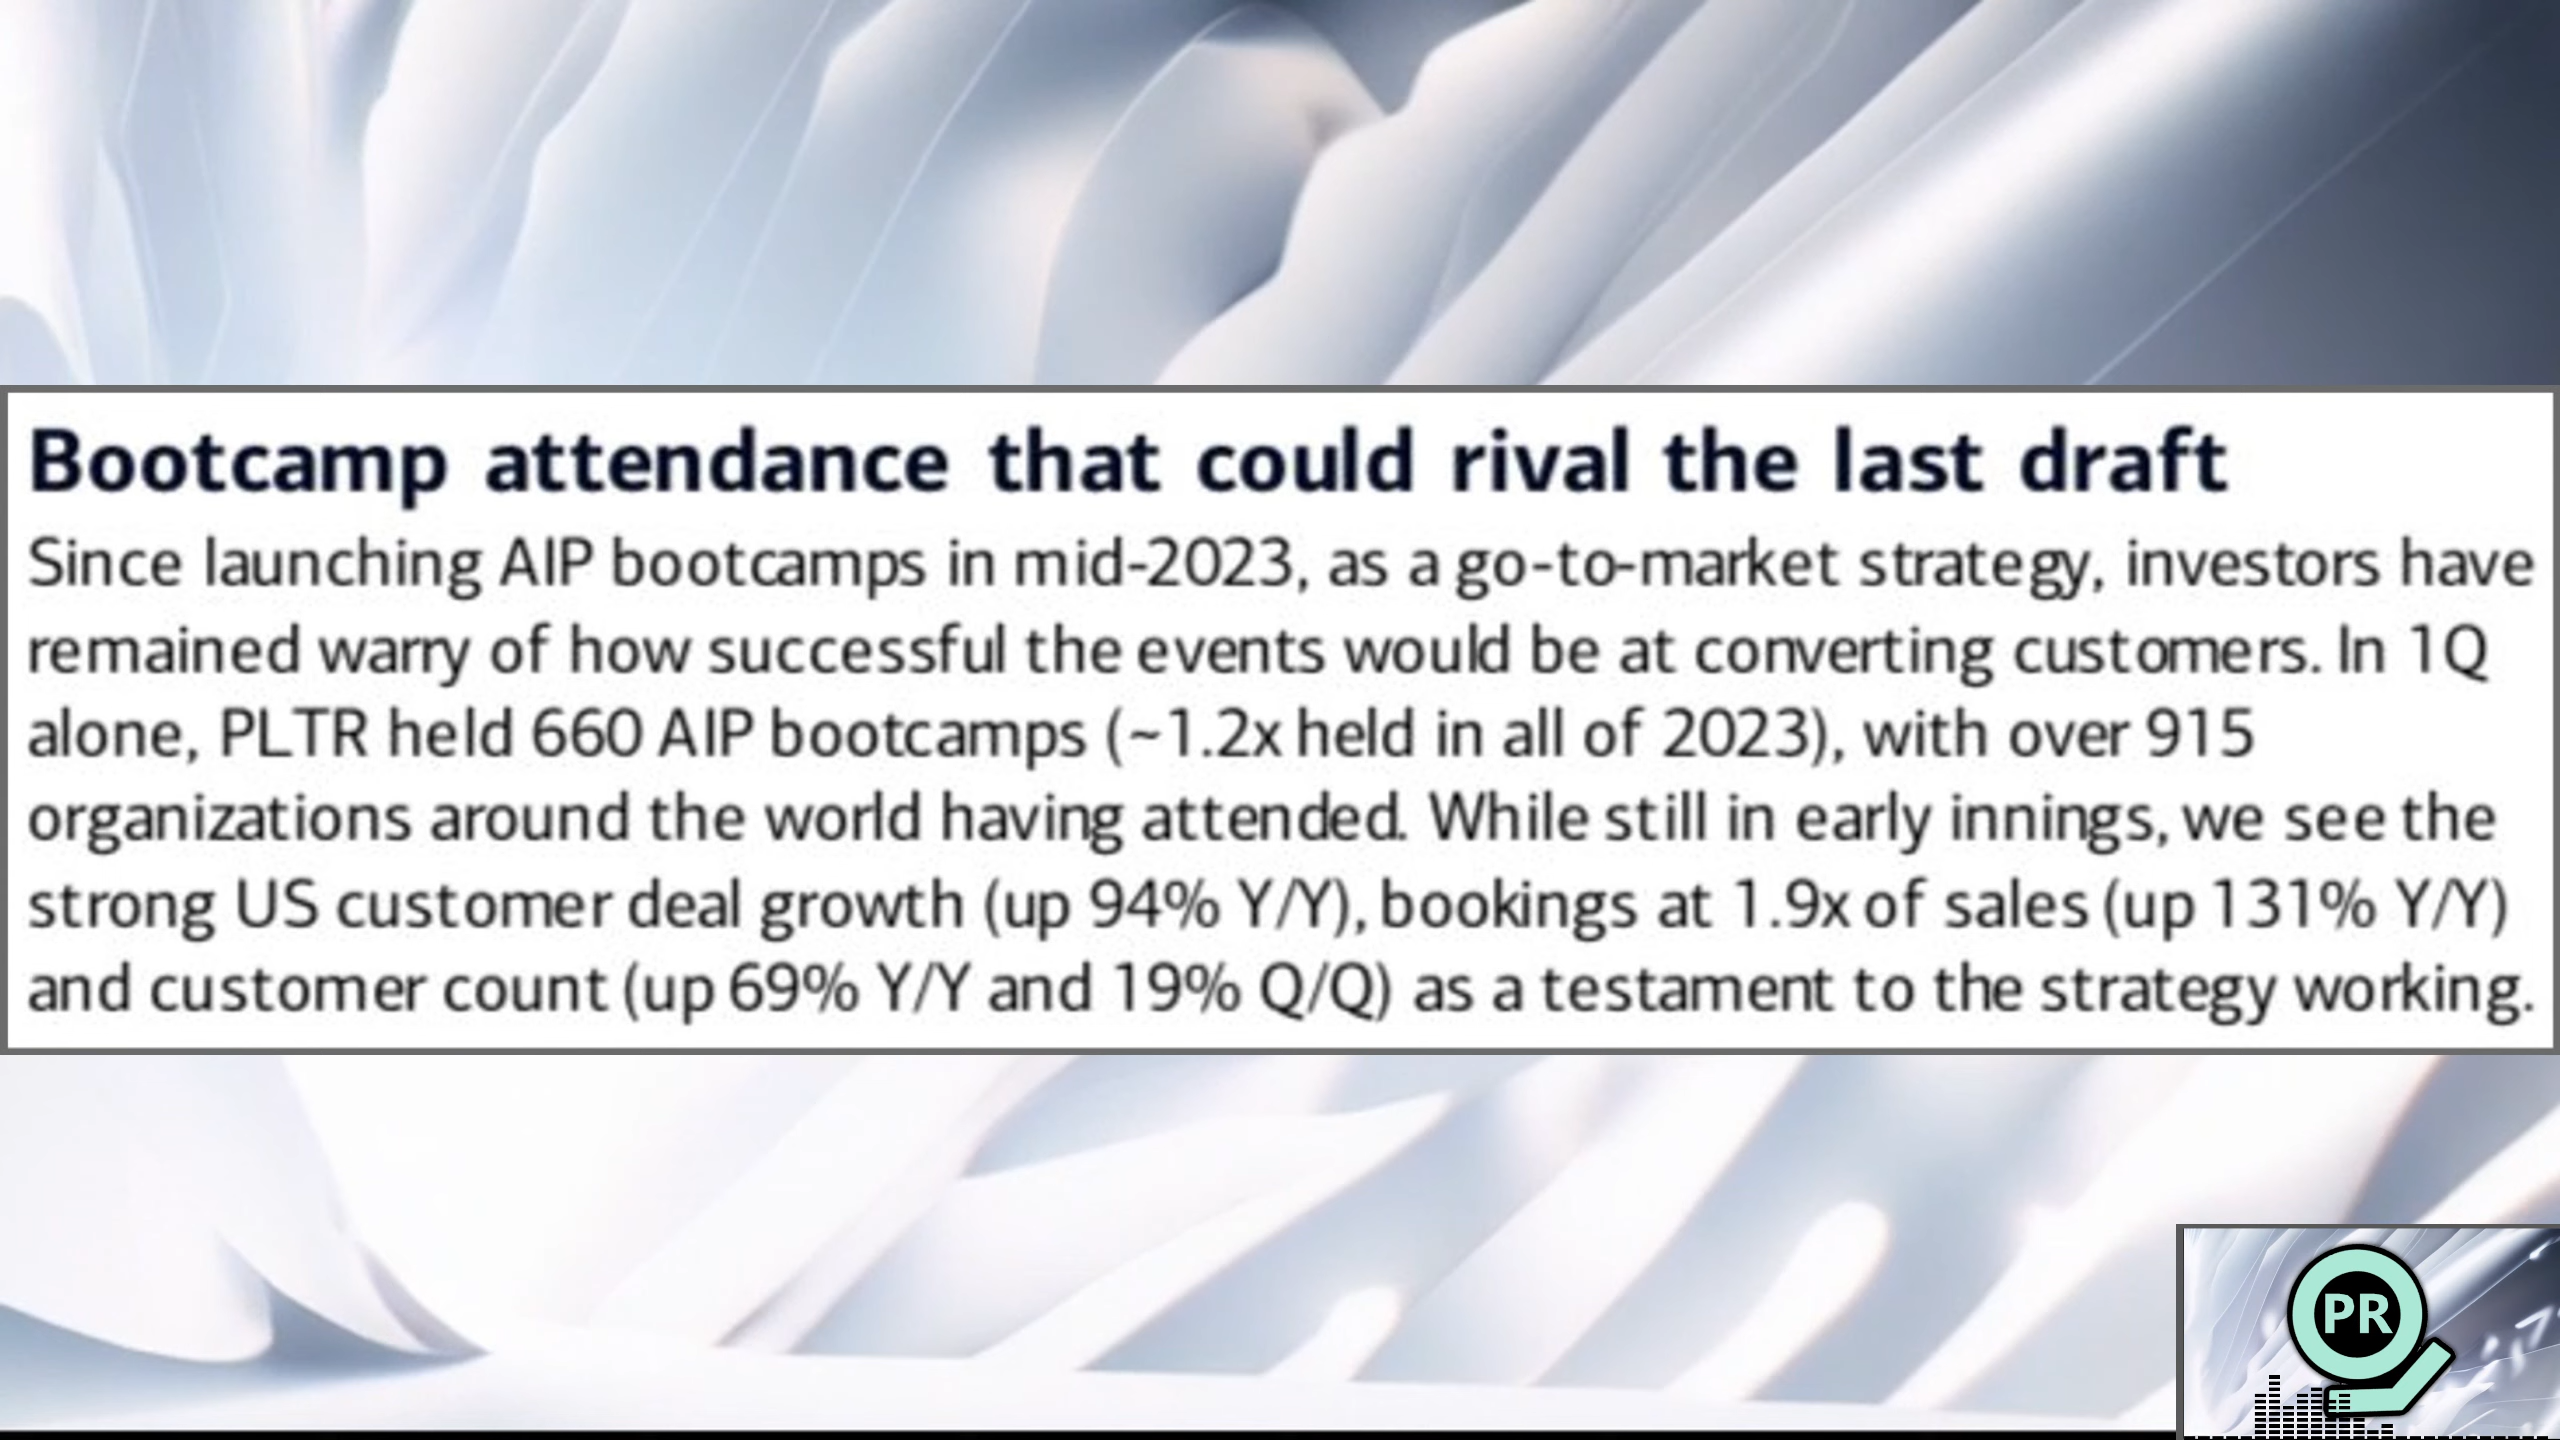 Bootcamp attendance that could rival the last draft
Since launching AIP bootcamps in mid-2023, as a go-to-market strategy, investors have
remained warry of how successful the events would be at converting customers. In 1Q
alone, PLTR held 660 AIP bootcamps (~1.2x held in all of 2023), with over 915
organizations around the world having attended. While still in early innings, we see the
strong US customer deal growth (up 94% Y/Y), bookings at 1.9x of sales (up 131% Y/Y)
and customer count (up 69% Y/Y and 19% Q/Q) as a testament to the strategy working.
PR